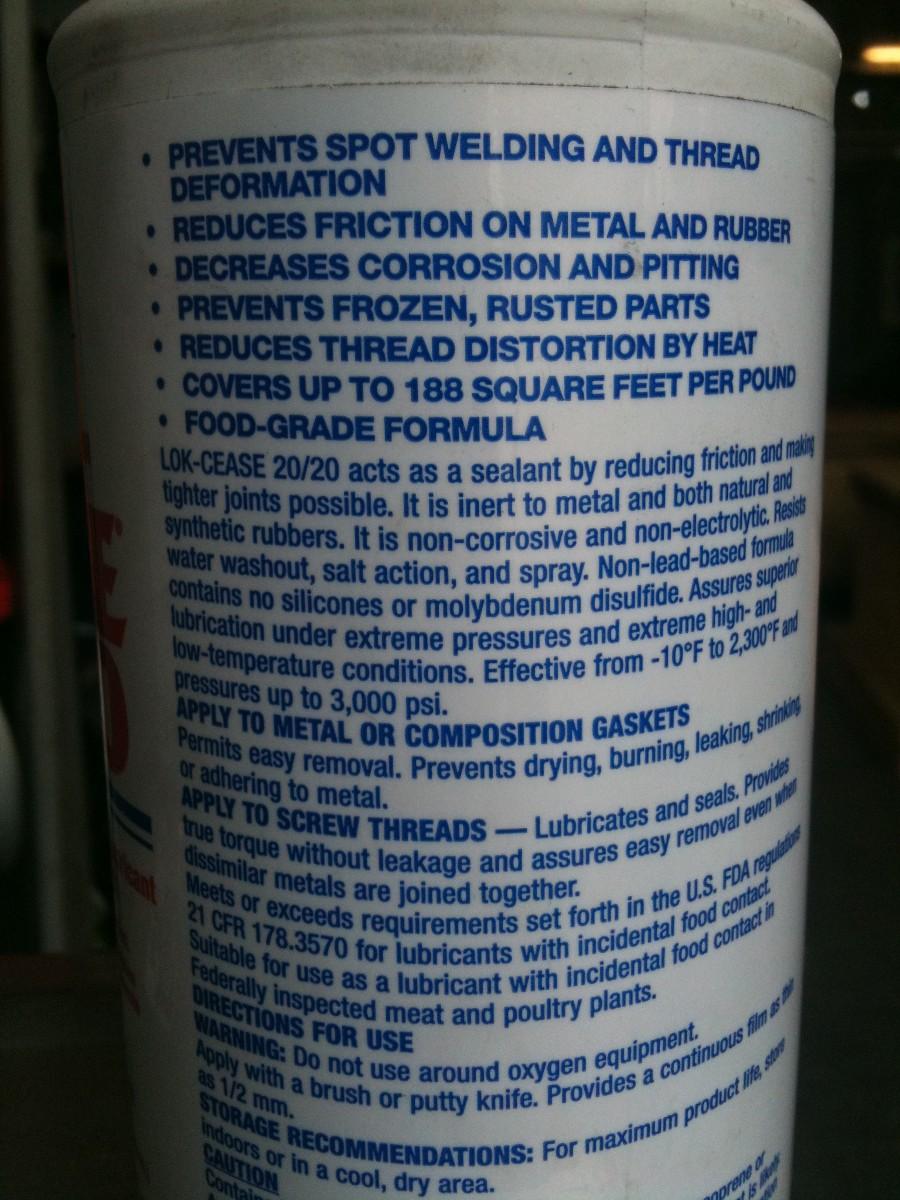 • PREVENTS SPOT WELDING AND THREAD
DEFORMATION
• REDUCES FRICTION ON METAL AND RUBBER
• DECREASES CORROSION AND PITTING
• PREVENTS FROZEN, RUSTED PARTS
• REDUCES THREAD DISTORTION BY HEAT
• COVERS UP TO 188 SQUARE FEET PER POUND
• FOOD-GRADE FORMULA
LOK-CEASE 20/20 acts as a sealant by reducing friction and making
tighter joints possible. It is inert to metal and both natural and
synthetic rubbers. It is non-corrosive and non-electrolytic. Resists
water washout, salt action, and spray. Non-lead-based formula
contains no silicones or molybdenum disulfide. Assures superior
lubrication under extreme pressures and extreme high- and
low-temperature conditions. Effective from -10°F to 2,300°F and
pressures up to 3,000 psi.
APPLY TO METAL OR COMPOSITION GASKETS
Permits easy removal. Prevents drying, burning, leaking, shrinking,
or adhering to metal.
APPLY TO SCREW THREADS — Lubricates and seals. Provides
true torque without leakage and assures easy removal even when
dissimilar metals are joined together.
Meets or exceeds requirements set forth in the U.S. FDA regulations
21 CFR 178.3570 for lubricants with incidental food contact.
Suitable for use as a lubricant with incidental food contact in
Federally inspected meat and poultry plants.
DIRECTIONS FOR USE
WARNING: Do not use around oxygen equipment.
Apply with a brush or putty knife. Provides a continuous film as thin
as 1/2 mm.
STORAGE RECOMMENDATIONS: For maximum product life, store
indoors or in a cool, dry area.
CAUTION